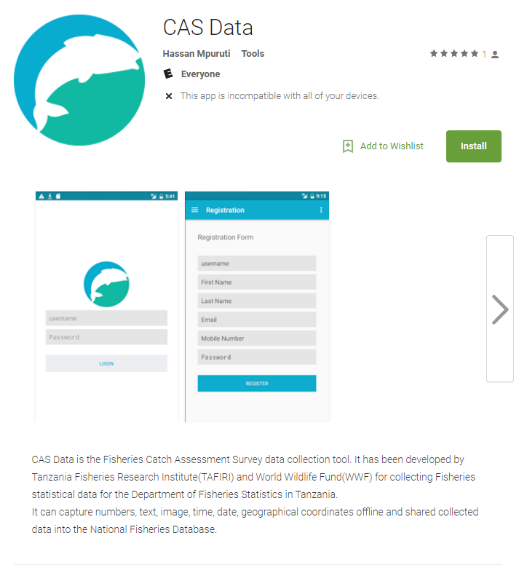 CAS Data
Hassan Mpuruti Tools
1
E Everyone
This app is incompatible with all of your devices.
Add to Wishlist
Install
5:41
username
Password
LOGIN
9:15
Registration
Registration Form
username
First Name
Last Name
Email
Mobile Number
Password
REGISTER
CAS Data is the Fisheries Catch Assessment Survey data collection tool. It has been developed by
Tanzania Fisheries Research Institute(TAFIRI) and World Wildlife Fund(WWF) for collecting Fisheries
statistical data for the Department of Fisheries Statistics in Tanzania.
It can capture numbers, text, image, time, date, geographical coordinates offline and shared collected
data into the National Fisheries Database.